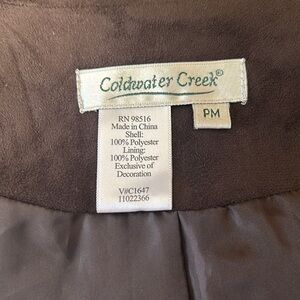 Coldwater Creek®
PM
RN 98516
Made in China
Shell:
100% Polyester
Lining:
100% Polyester
Exclusive of
Decoration
V#C1647
11022366